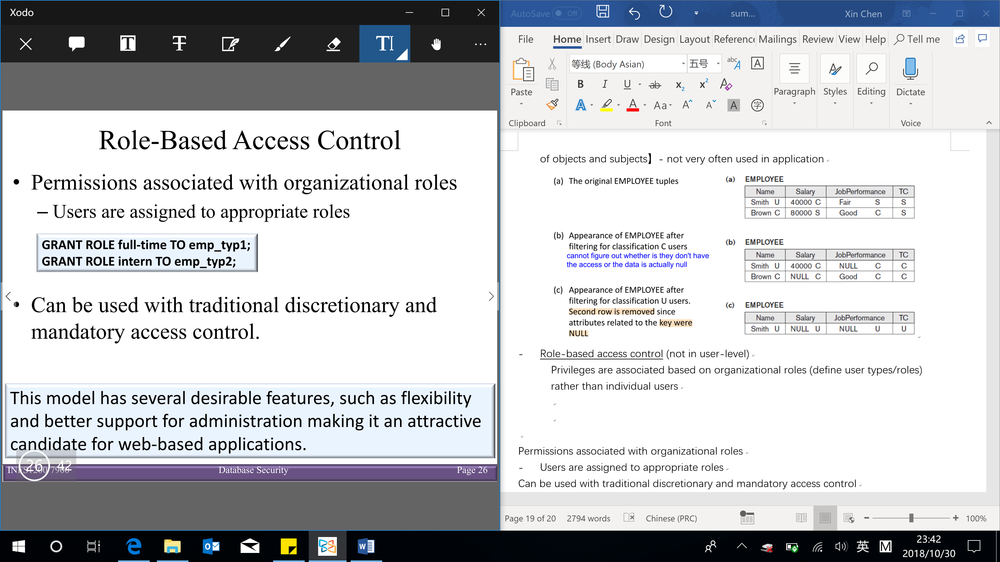 Xodo
Role-Based Access Control
• Permissions associated with organizational roles
– Users are assigned to appropriate roles
GRANT ROLE full-time TO emp_typ1;
GRANT ROLE intern TO emp_typ2;
• Can be used with traditional discretionary and
mandatory access control.
This model has several desirable features, such as flexibility
and better support for administration making it an attractive
candidate for web-based applications.
26 42
INFS1200/7900 Database Security Page 26
AutoSave Off sum... Xin Chen
File Home Insert Draw Design Layout Referenc Mailings Review View Help Tell me
等线 (Body Asian) 五号 abc A A
Paste B I U ab x2 x2 A Paragraph Styles Editing Dictate
A A Aa A A A 字
Clipboard Font Voice
of objects and subjects】 - not very often used in application
(a) The original EMPLOYEE tuples
(a) EMPLOYEE
Name Salary JobPerformance TC
Smith U 40000 C Fair S S
Brown C 80000 S Good C S
(b) Appearance of EMPLOYEE after
filtering for classification C users
cannot figure out whether is they don't have
the access or the data is actually null
(b) EMPLOYEE
Name Salary JobPerformance TC
Smith U 40000 C NULL C C
Brown C NULL C Good C C
(c) Appearance of EMPLOYEE after
filtering for classification U users.
Second row is removed since
attributes related to the key were
NULL
(c) EMPLOYEE
Name Salary JobPerformance TC
Smith U NULL U NULL U U
- Role-based access control (not in user-level)
Privileges are associated based on organizational roles (define user types/roles)
rather than individual users
Permissions associated with organizational roles
- Users are assigned to appropriate roles
Can be used with traditional discretionary and mandatory access control
Page 19 of 20 2794 words Chinese (PRC) 100%
英 M 23:42
2018/10/30